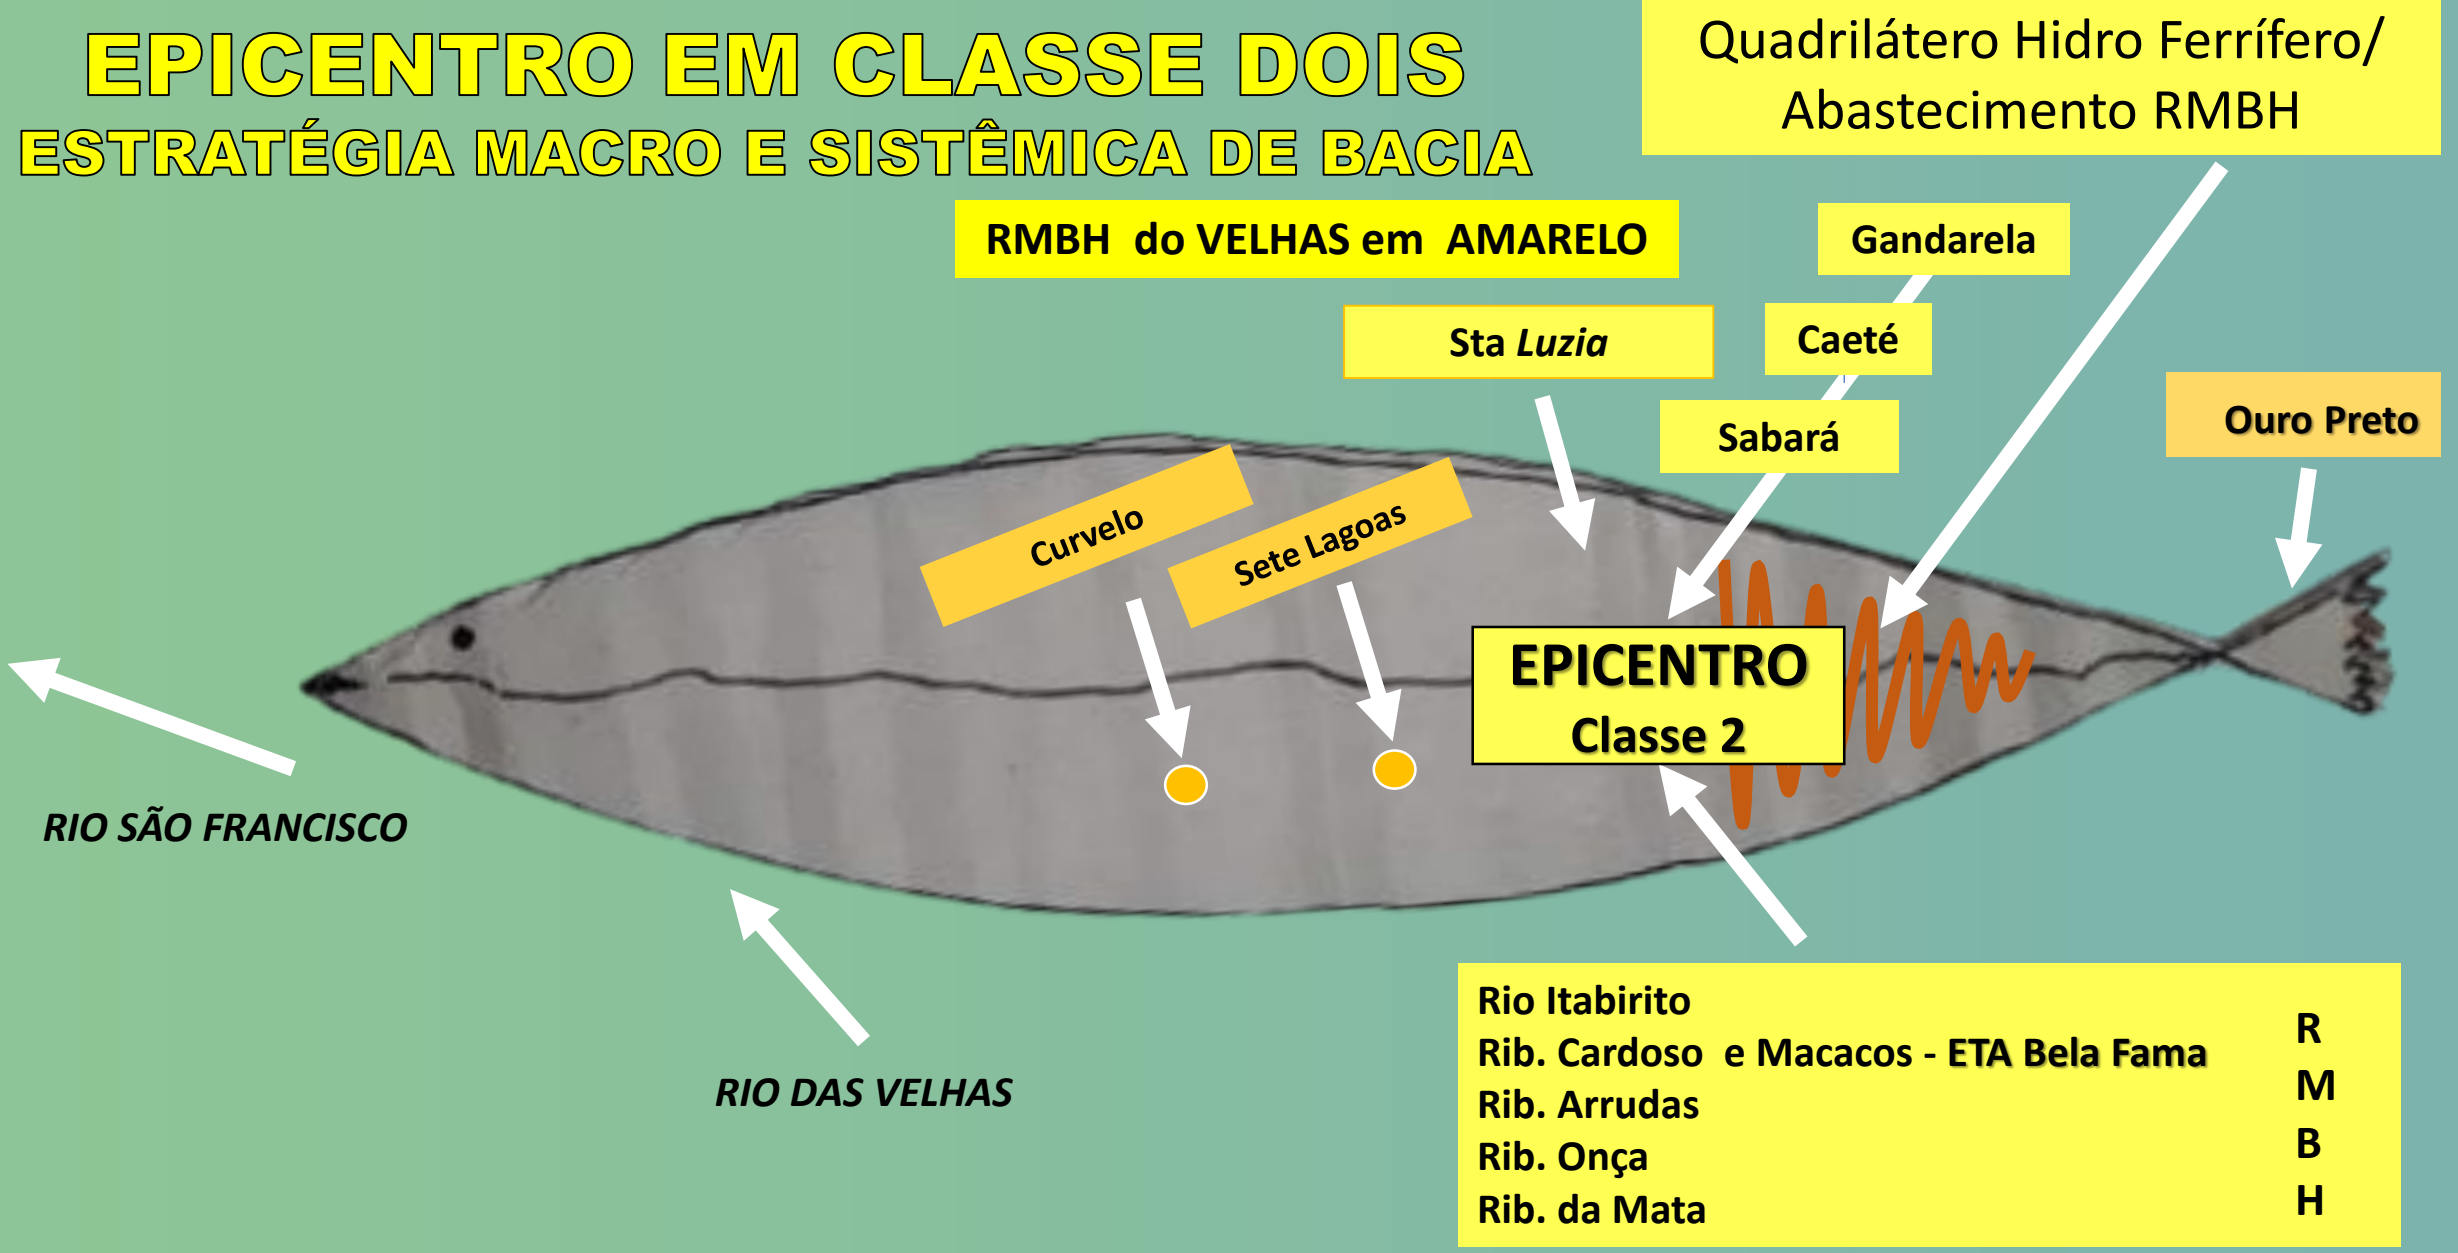 EPICENTRO EM CLASSE DOIS
ESTRATÉGIA MACRO E SISTÊMICA DE BACIA
Quadrilátero Hidro Ferrífero/
Abastecimento RMBH
RMBH do VELHAS em AMARELO
Gandarela
Sta Luzia
Caeté
Sabará
Ouro Preto
Curvelo
Sete Lagoas
EPICENTRO
Classe 2
RIO SÃO FRANCISCO
RIO DAS VELHAS
Rio Itabirito
Rib. Cardoso e Macacos - ETA Bela Fama
Rib. Arrudas
Rib. Onça
Rib. da Mata
R
M
B
H